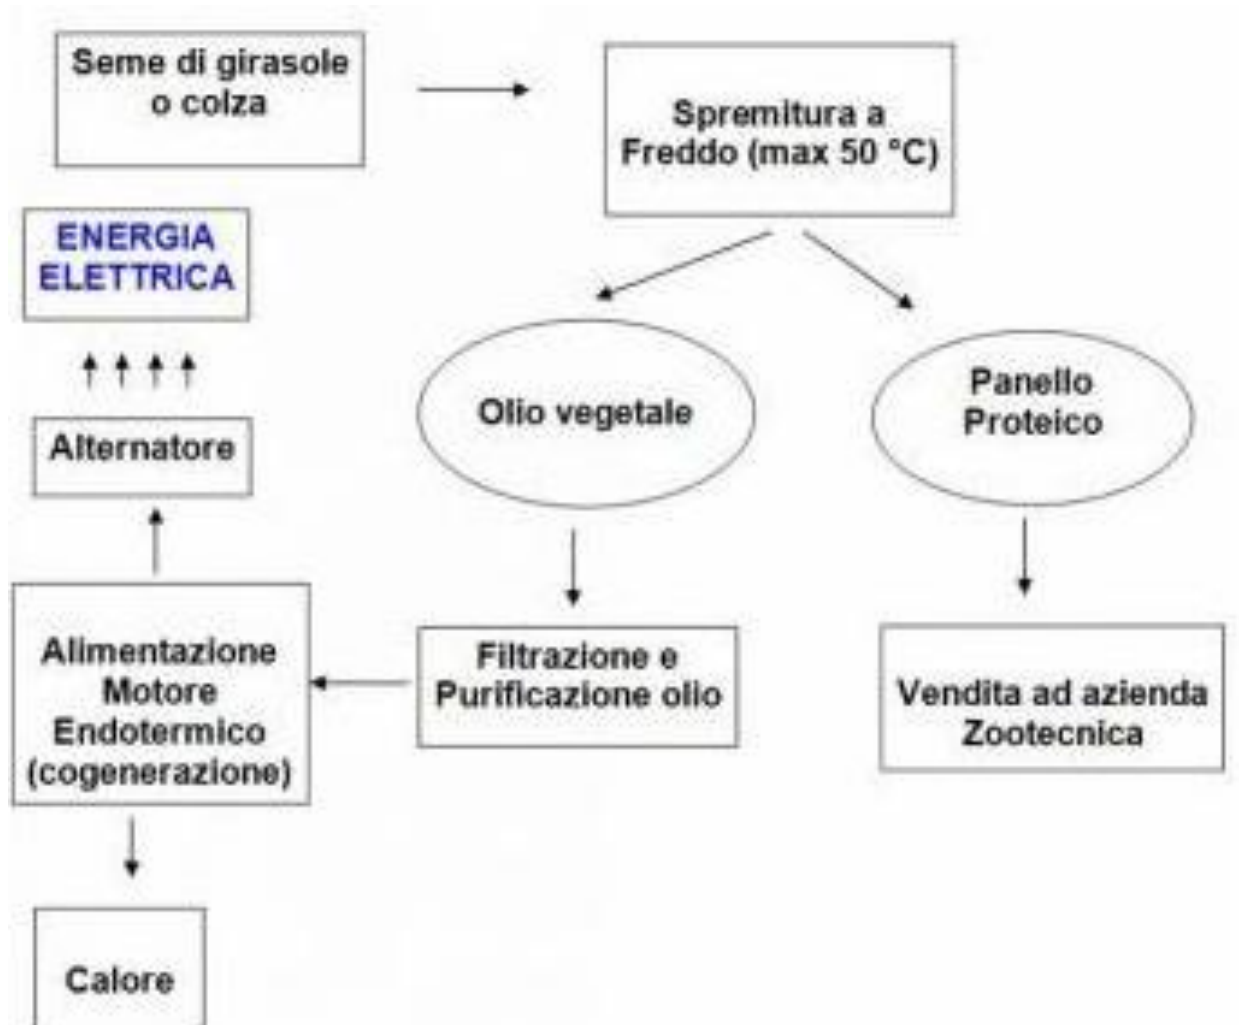 Seme di girasole
o colza
Spremitura a
Freddo (max 50 °C)
ENERGIA
ELETTRICA
Olio vegetale
Panello
Proteico
Alternatore
Alimentazione
Motore
Endotermico
(cogenerazione)
Filtrazione e
Purificazione olio
Vendita ad azienda
Zootecnica
Calore